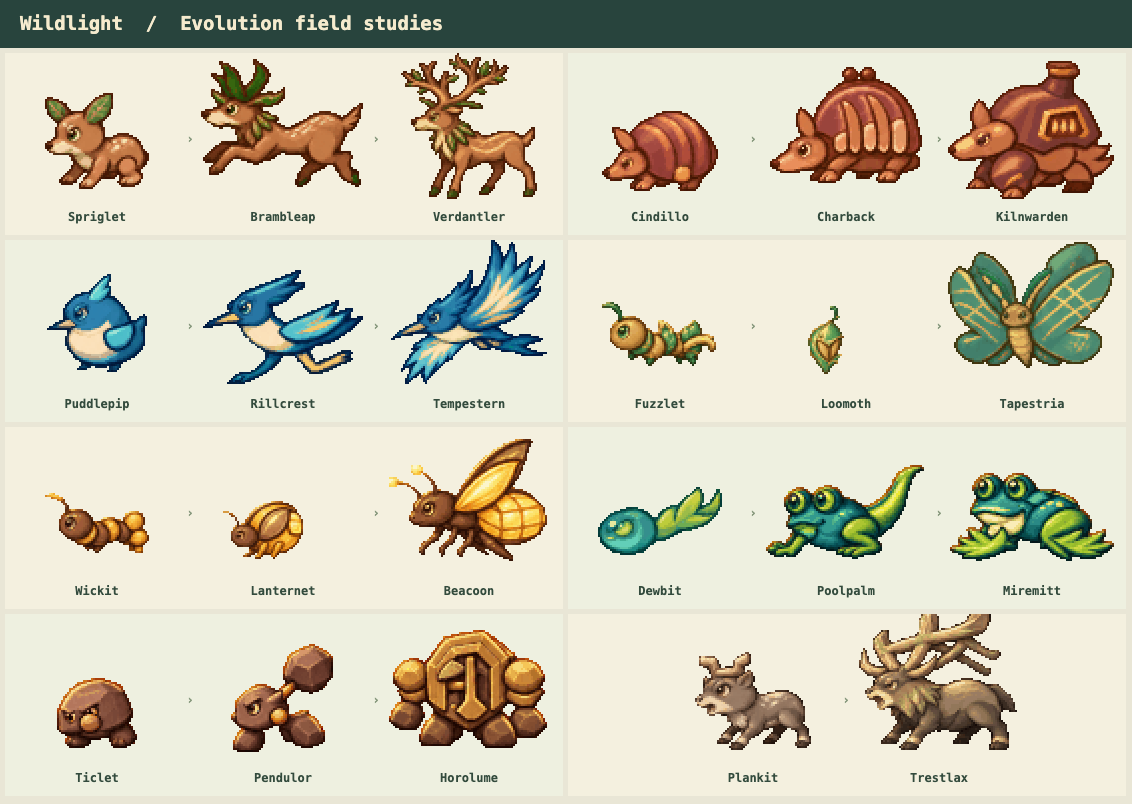 Wildlight / Evolution field studies
Spriglet › Brambleap › Verdantler
Cindillo › Charback › Kilnwarden
Puddlepip › Rillcrest › Tempestern
Fuzzlet › Loomoth › Tapestria
Wickit › Lanternet › Beacoon
Dewbit › Poolpalm › Miremitt
Ticlet › Pendulor › Horolume
Plankit › Trestlax